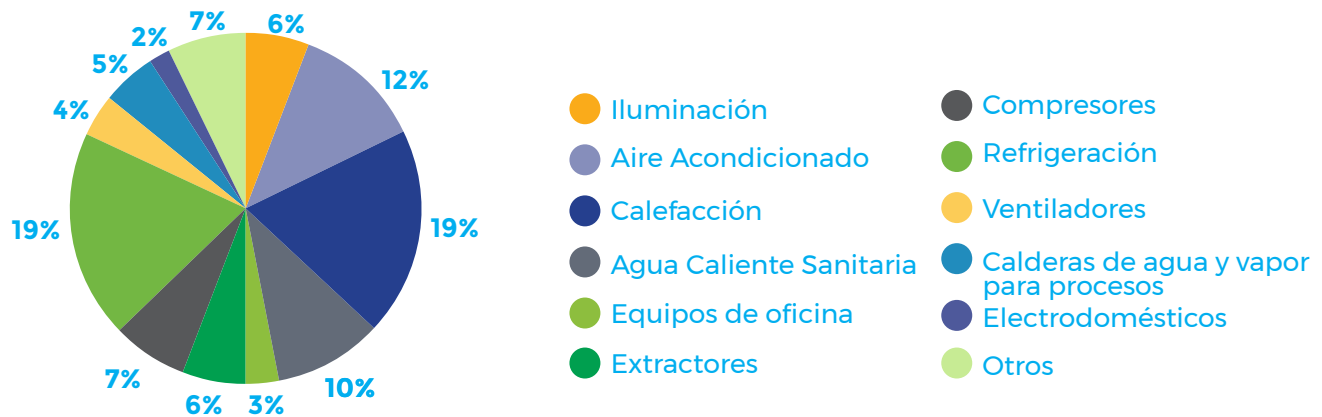 7%
6%
2%
5%
12%
4%
19%
19%
7%
6%
3%
10%
Iluminación
Aire Acondicionado
Calefacción
Agua Caliente Sanitaria
Equipos de oficina
Extractores
Compresores
Refrigeración
Ventiladores
Calderas de agua y vapor
para procesos
Electrodomésticos
Otros